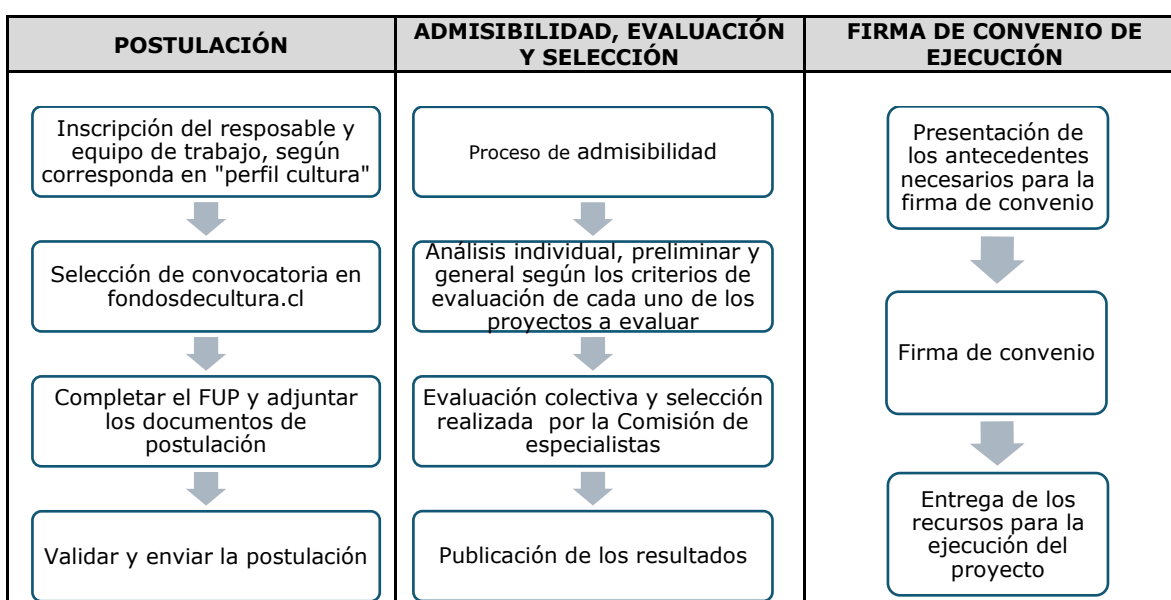 POSTULACIÓN
ADMISIBILIDAD, EVALUACIÓN
Y SELECCIÓN
FIRMA DE CONVENIO DE
EJECUCIÓN
Inscripción del resposable y
equipo de trabajo, según
corresponda en "perfil cultura"
Selección de convocatoria en
fondosdecultura.cl
Completar el FUP y adjuntar
los documentos de
postulación
Validar y enviar la postulación
Proceso de admisibilidad
Análisis individual, preliminar y
general según los criterios de
evaluación de cada uno de los
proyectos a evaluar
Evaluación colectiva y selección
realizada  por la Comisión de
especialistas
Publicación de los resultados
Presentación de
los antecedentes
necesarios para la
firma de convenio
Firma de convenio
Entrega de los
recursos para la
ejecución del
proyecto